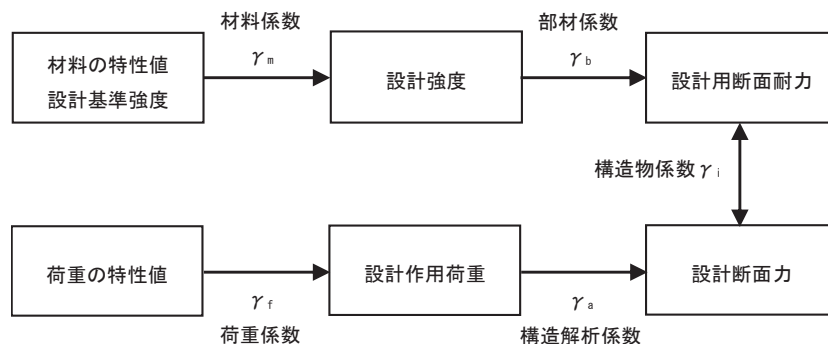 材料係数
γm
部材係数
γb
材料の特性値
設計基準強度
設計強度
設計用断面耐力
構造物係数γi
荷重の特性値
設計作用荷重
設計断面力
γf
荷重係数
γa
構造解析係数